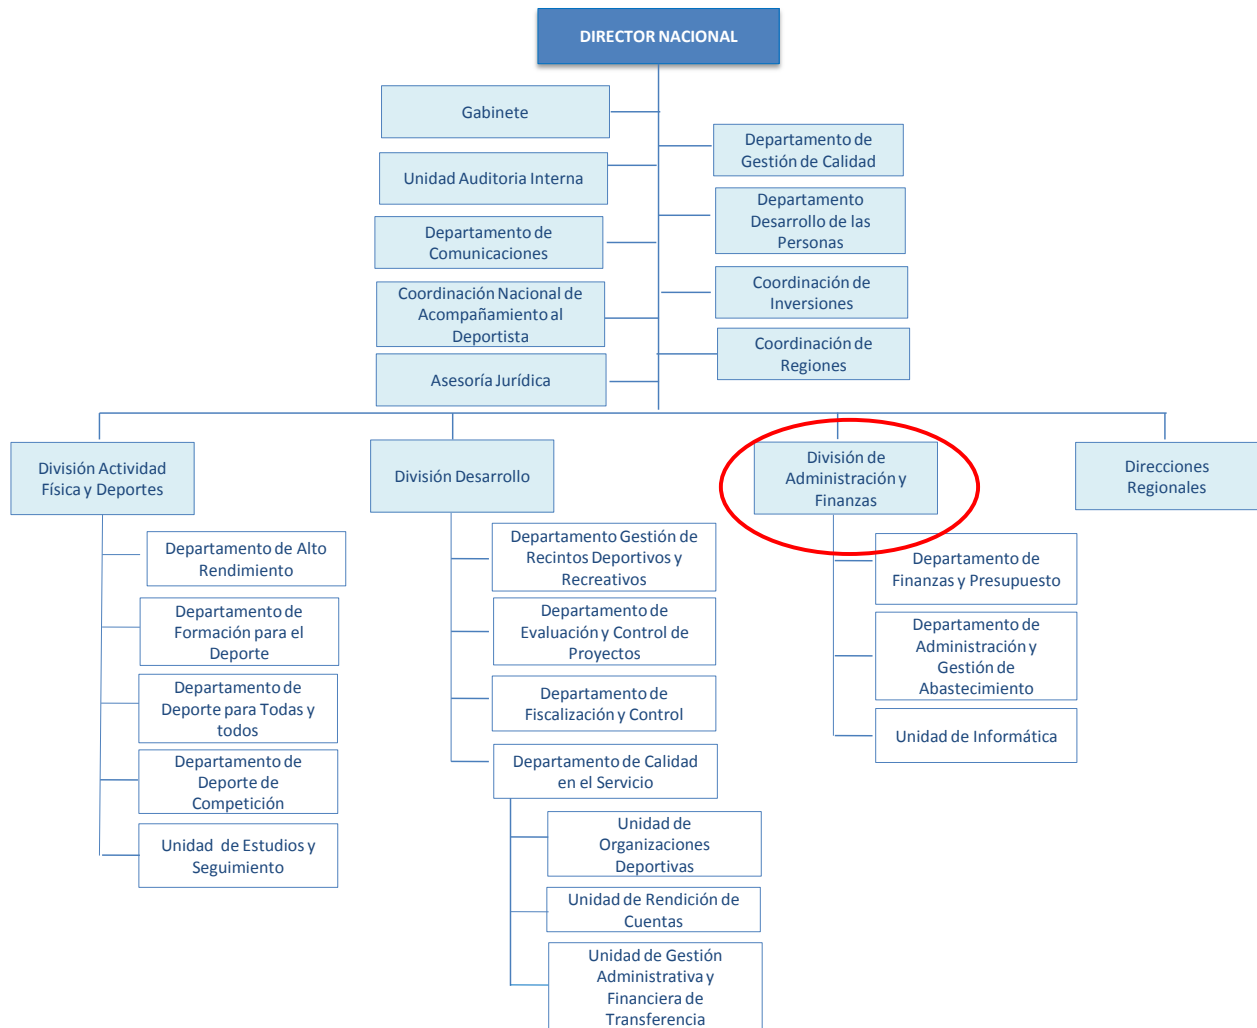 DIRECTOR NACIONAL
Gabinete
Departamento de
Gestión de Calidad
Unidad Auditoria Interna
Departamento
Desarrollo de las
Personas
Departamento de
Comunicaciones
Coordinación de
Inversiones
Coordinación Nacional de
Acompañamiento al
Deportista
Coordinación de
Regiones
Asesoría Jurídica
División Actividad
Física y Deportes
División Desarrollo
División de
Administración y
Finanzas
Direcciones
Regionales
Departamento de Alto
Rendimiento
Departamento de
Formación para el
Deporte
Departamento de
Deporte para Todas y
todos
Departamento de
Deporte de
Competición
Unidad de Estudios y
Seguimiento
Departamento Gestión de
Recintos Deportivos y
Recreativos
Departamento de
Evaluación y Control de
Proyectos
Departamento de
Fiscalización y Control
Departamento de Calidad
en el Servicio
Unidad de
Organizaciones
Deportivas
Unidad de Rendición de
Cuentas
Unidad de Gestión
Administrativa y
Financiera de
Transferencia
Departamento de
Finanzas y Presupuesto
Departamento de
Administración y
Gestión de
Abastecimiento
Unidad de Informática